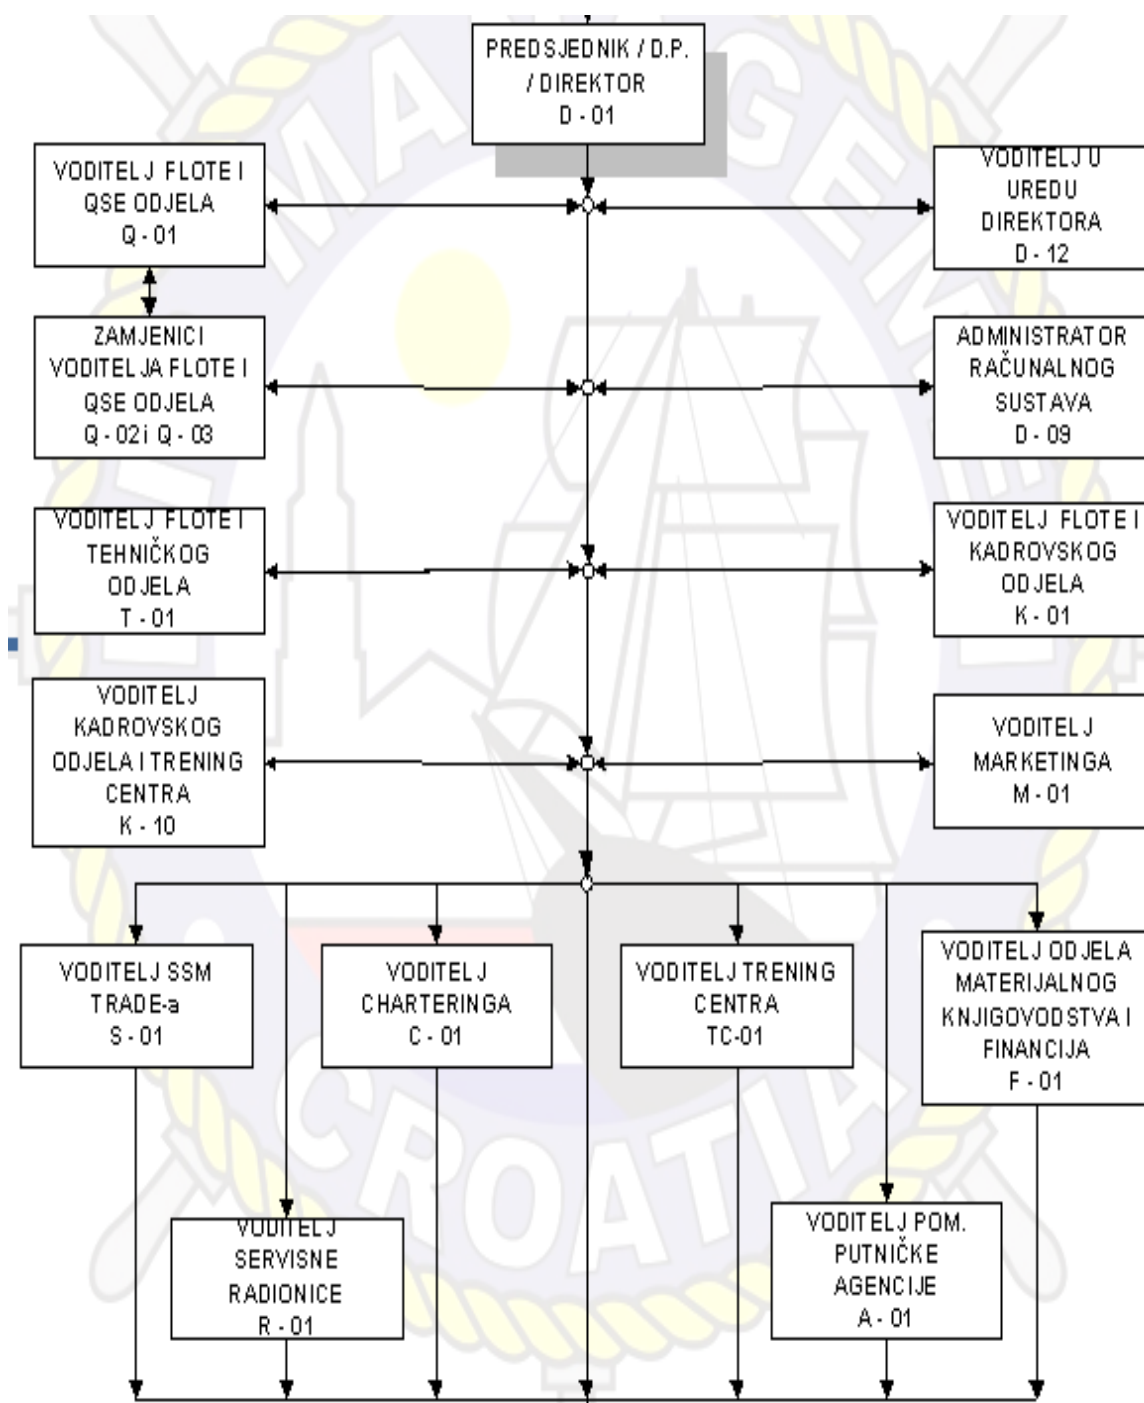 PREDSJEDNIK / D.P.
/ DIREKTOR
D - 01
VODITELJ FLOTE I
QSE ODJELA
Q - 01
VODITELJ U
UREDU
DIREKTORA
D - 12
ZAMJENICI
VODITELJA FLOTE I
QSE ODJELA
Q - 02 i Q - 03
ADMINISTRATOR
RAČUNALNOG
SUSTAVA
D - 09
VODITELJ FLOTE I
TEHNIČKOG
ODJELA
T - 01
VODITELJ FLOTE I
KADROVSKOG
ODJELA
K - 01
VODITELJ
KADROVSKOG
ODJELA I TRENING
CENTRA
K - 10
VODITELJ
MARKETINGA
M - 01
VODITELJ SSM
TRADE-a
S - 01
VODITELJ
CHARTERINGA
C - 01
VODITELJ TRENING
CENTRA
TC-01
VODITELJ ODJELA
MATERIJALNOG
KNJIGOVODSTVA I
FINANCIJA
F - 01
VODITELJ
SERVISNE
RADIONICE
R - 01
VODITELJ POM.
PUTNIČKE
AGENCIJE
A - 01
CROATIA